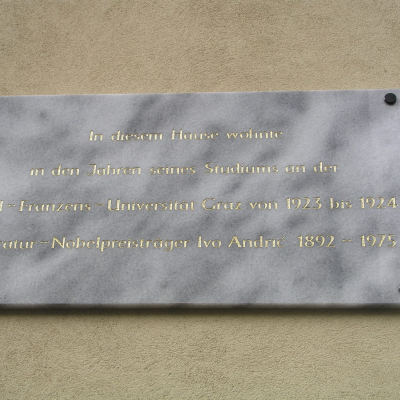 In diesem Hause wohnte
in den Jahren seines Studiums an der
-Franzens-Universität Graz von 1923 bis 1924
atur-Nobelpreisträger Ivo Andric 1892 - 1975